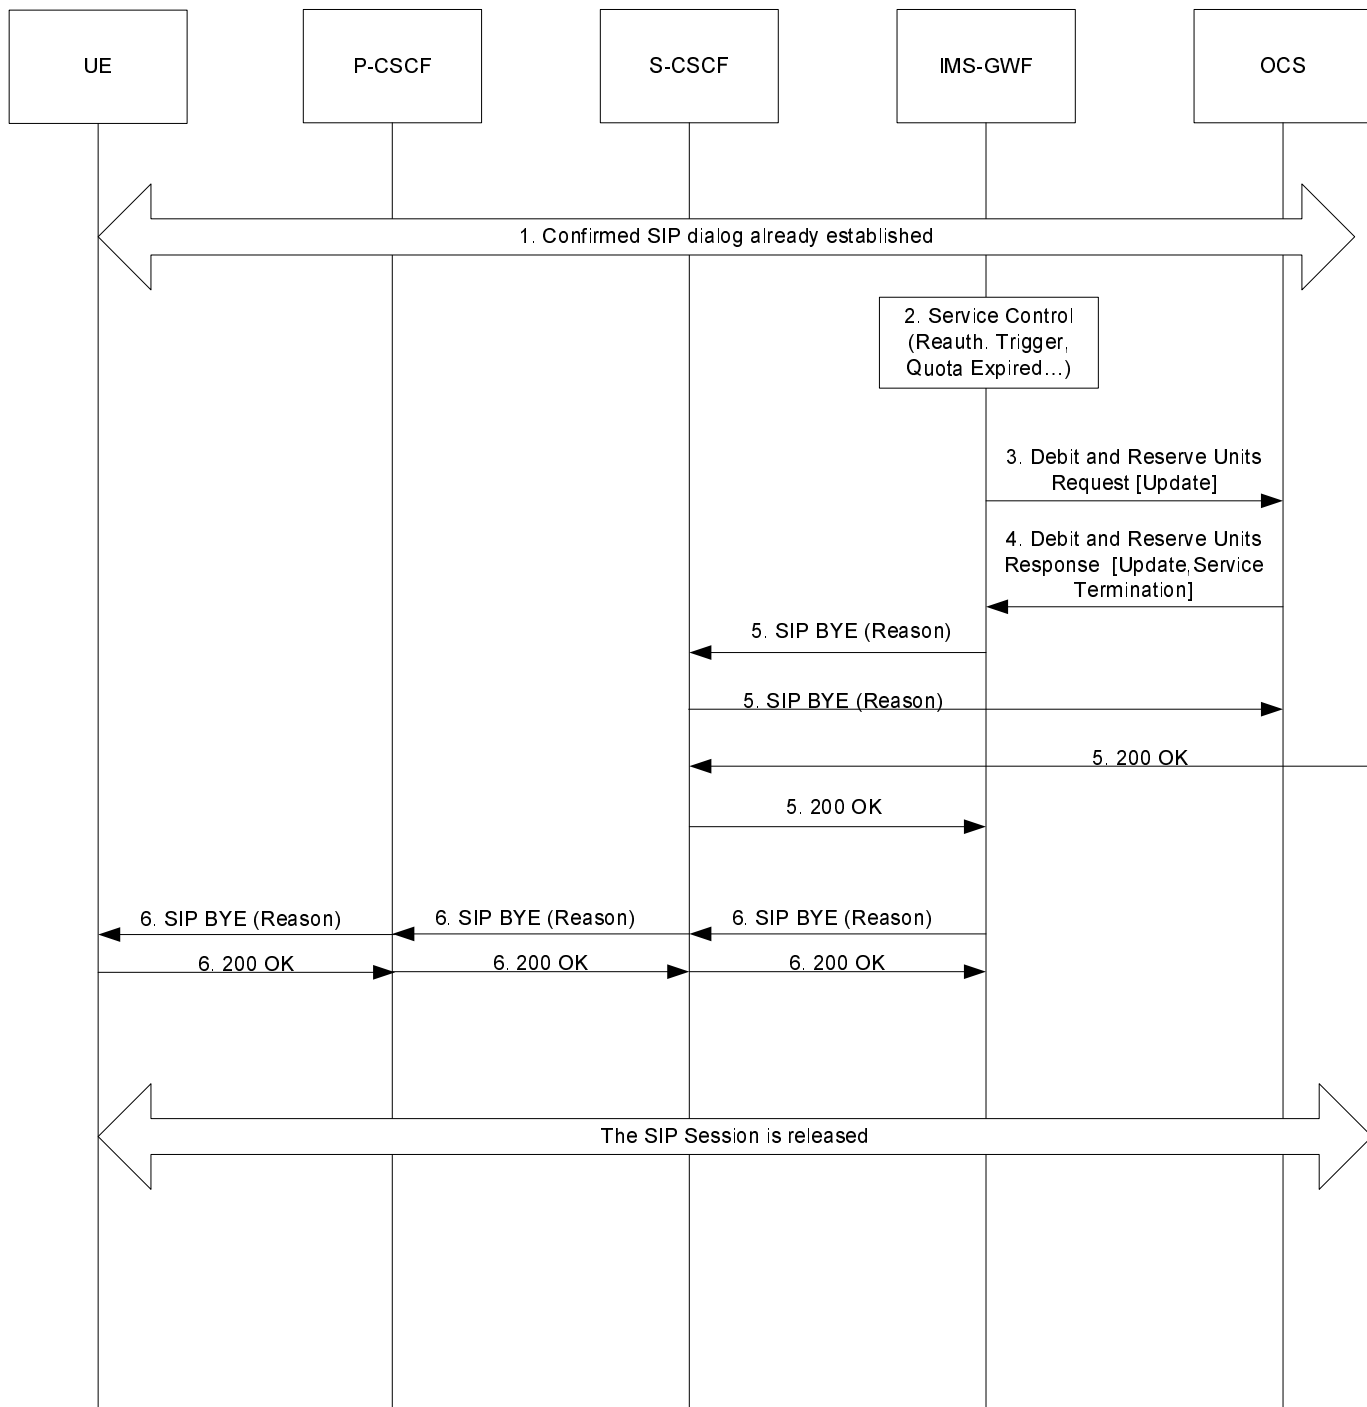 UE
P-CSCF
S-CSCF
IMS-GWF
OCS
1. Confirmed SIP dialog already established
2. Service Control
(Reauth. Trigger,
Quota Expired...)
3. Debit and Reserve Units
Request [Update]
4. Debit and Reserve Units
Response [Update,Service
Termination]
5. SIP BYE (Reason)
5. SIP BYE (Reason)
5. 200 OK
5. 200 OK
6. SIP BYE (Reason)
6. SIP BYE (Reason)
6. SIP BYE (Reason)
6. 200 OK
6. 200 OK
6. 200 OK
The SIP Session is released